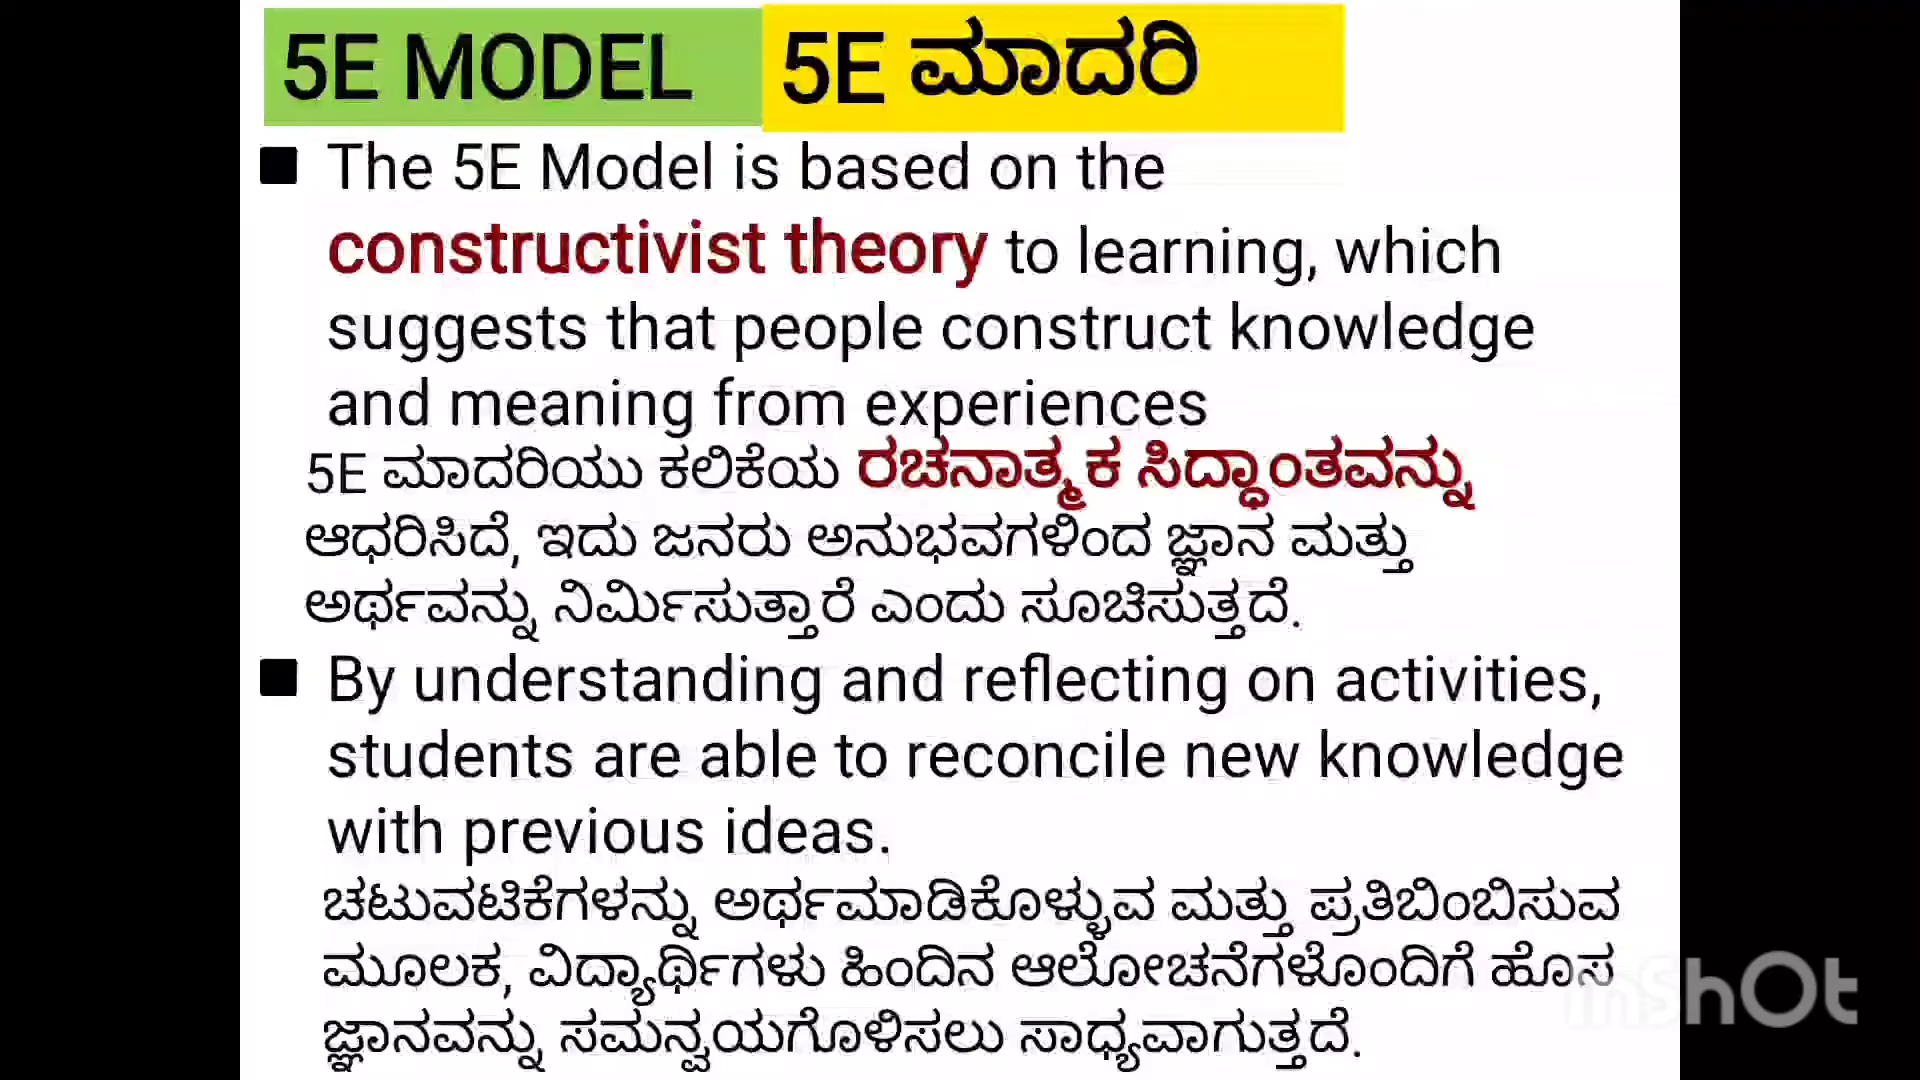 5E MODEL 5E ಮಾದರಿ
■ The 5E Model is based on the
constructivist theory to learning, which
suggests that people construct knowledge
and meaning from experiences
5E ಮಾದರಿಯು ಕಲಿಕೆಯ ರಚನಾತ್ಮಕ ಸಿದ್ಧಾಂತವನ್ನು
ಆಧರಿಸಿದೆ, ಇದು ಜನರು ಅನುಭವಗಳಿಂದ ಜ್ಞಾನ ಮತ್ತು
ಅರ್ಥವನ್ನು ನಿರ್ಮಿಸುತ್ತಾರೆ ಎಂದು ಸೂಚಿಸುತ್ತದೆ.
■ By understanding and reflecting on activities,
students are able to reconcile new knowledge
with previous ideas.
ಚಟುವಟಿಕೆಗಳನ್ನು ಅರ್ಥಮಾಡಿಕೊಳ್ಳುವ ಮತ್ತು ಪ್ರತಿಬಿಂಬಿಸುವ
ಮೂಲಕ, ವಿದ್ಯಾರ್ಥಿಗಳು ಹಿಂದಿನ ಆಲೋಚನೆಗಳೊಂದಿಗೆ ಹೊಸ
ಜ್ಞಾನವನ್ನು ಸಮನ್ವಯಗೊಳಿಸಲು ಸಾಧ್ಯವಾಗುತ್ತದೆ.
InShOt